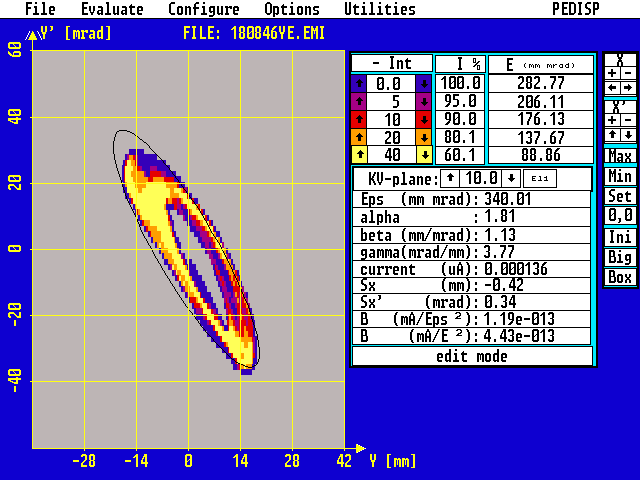 File Evaluate Configure Options Utilities PEDISP
Y' [mrad] FILE: 180846YE.EMI
60
40
20
0
-20
-40
-28 -14 0 14 28 42 Y [mm]
- Int I % E (mm mrad)
0.0 100.0 282.77
5 95.0 206.11
10 90.0 176.13
20 80.1 137.67
40 60.1 88.86
KV-plane: 10.0 Ell
Eps (mm mrad): 340.01
alpha : 1.81
beta (mm/mrad): 1.13
gamma(mrad/mm): 3.77
current (uA): 0.000136
Sx (mm): -0.42
Sx' (mrad): 0.34
B (mA/Eps ²): 1.19e-013
B (mA/E ²): 4.43e-013
edit mode
X
+ -
X'
+ -
Max
Min
Set
0,0
Ini
Big
Box